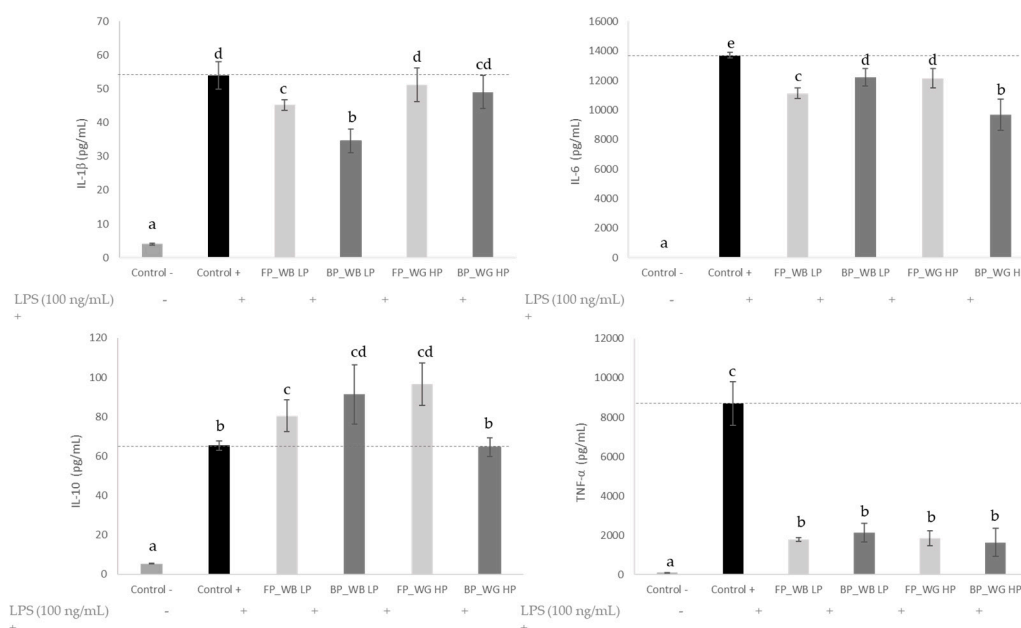 70
60
50
40
30
20
10
0
IL-1β (pg/mL)
d
c
b
d
cd
a
Control - Control + FP_WB LP BP_WB LP FP_WG HP BP_WG HP
LPS (100 ng/mL) - + + + +
+
16000
14000
12000
10000
8000
6000
4000
2000
0
IL-6 (pg/mL)
e
c
d
d
b
a
Control - Control + FP_WB LP BP_WB LP FP_WG HP BP_WG H
LPS (100 ng/mL) - + + + +
+
120
100
80
60
40
20
0
IL-10 (pg/mL)
b
c
cd
cd
b
a
Control - Control + FP_WB LP BP_WB LP FP_WG HP BP_WG HP
LPS (100 ng/mL) - + + + +
+
12000
10000
8000
6000
4000
2000
0
TNF-α (pg/mL)
c
b
b
b
b
a
Control - Control + FP_WB LP BP_WB LP FP_WG HP BP_WG HP
LPS (100 ng/mL) - + + + +
+